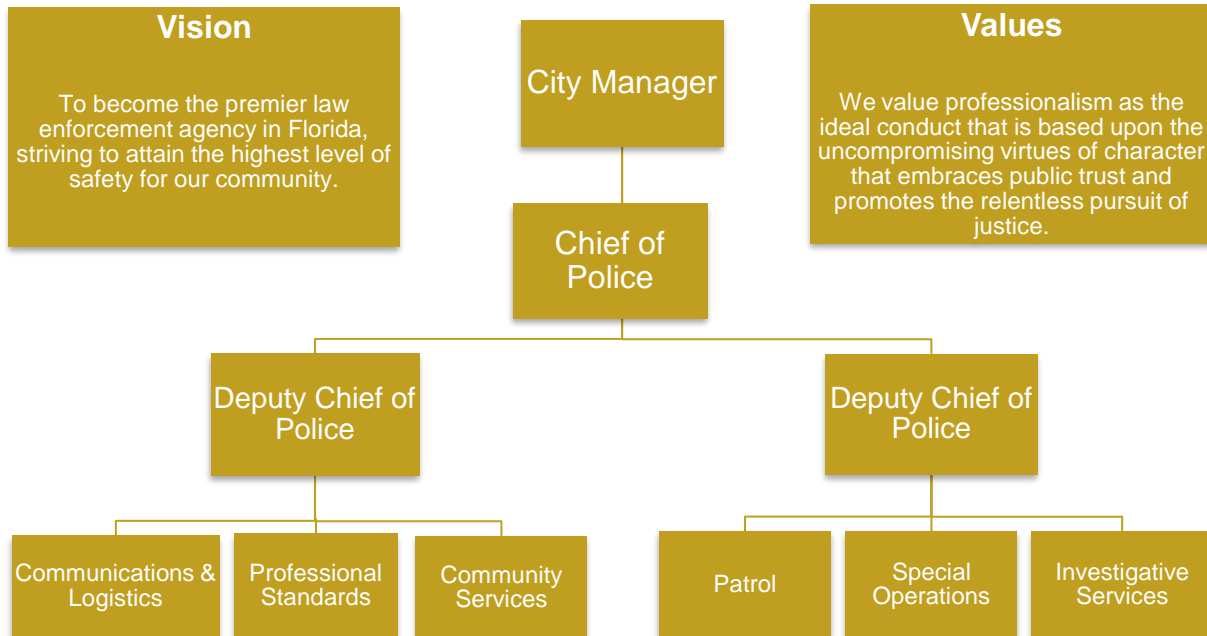 Vision
To become the premier law
enforcement agency in Florida,
striving to attain the highest level of
safety for our community.
City Manager
Values
We value professionalism as the
ideal conduct that is based upon the
uncompromising virtues of character
that embraces public trust and
promotes the relentless pursuit of
justice.
Chief of
Police
Deputy Chief of
Police
Deputy Chief of
Police
Communications &
Logistics
Professional
Standards
Community
Services
Patrol
Special
Operations
Investigative
Services